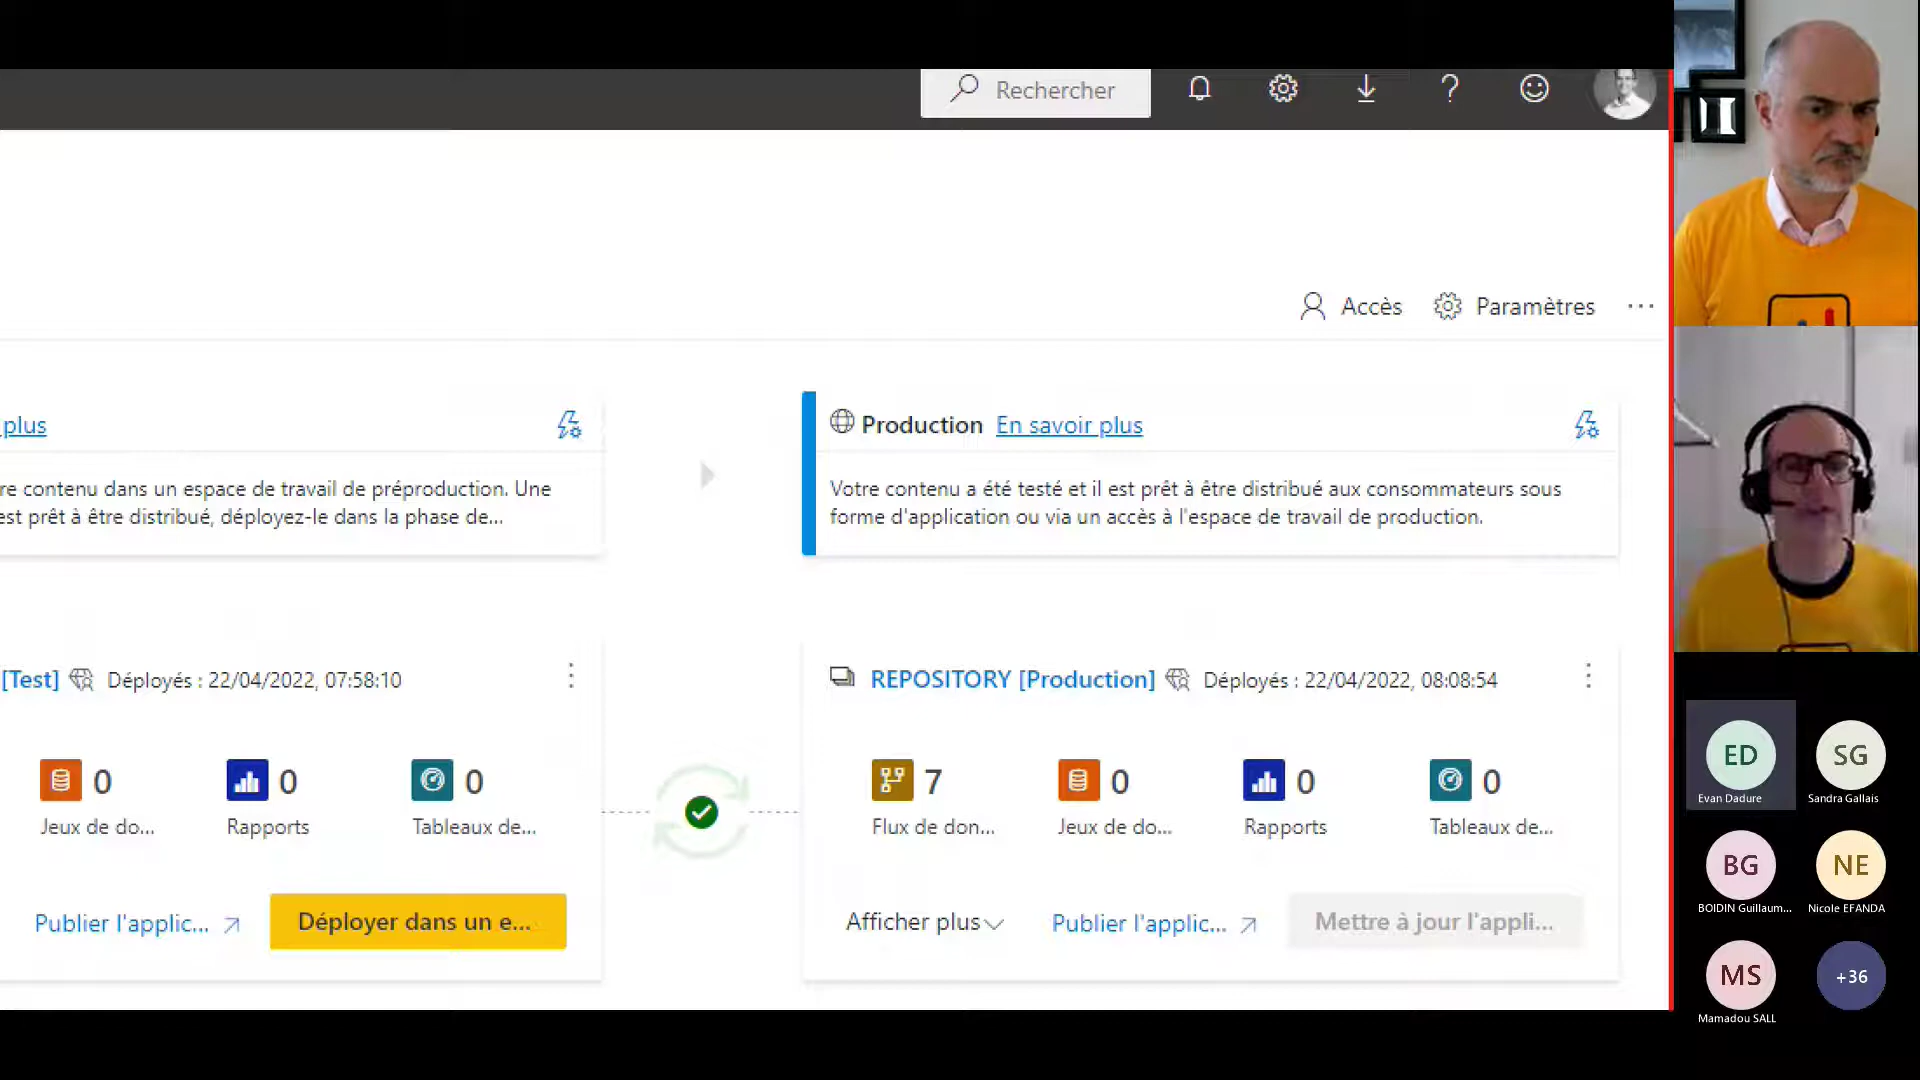 Rechercher
Accès
Paramètres
plus
Production En savoir plus
re contenu dans un espace de travail de préproduction. Une
est prêt à être distribué, déployez-le dans la phase de...
Votre contenu a été testé et il est prêt à être distribué aux consommateurs sous
forme d'application ou via un accès à l'espace de travail de production.
[Test] Déployés : 22/04/2022, 07:58:10
REPOSITORY [Production] Déployés : 22/04/2022, 08:08:54
0
Jeux de do...
0
Rapports
0
Tableaux de...
7
Flux de don...
0
Jeux de do...
0
Rapports
0
Tableaux de...
Publier l'applic...
Déployer dans un e...
Afficher plus
Publier l'applic...
Mettre à jour l'appli...
ED
Evan Dadure
SG
Sandra Gallais
BG
BOIDIN Guillaum...
NE
Nicole EFANDA
MS
Mamadou SALL
+36